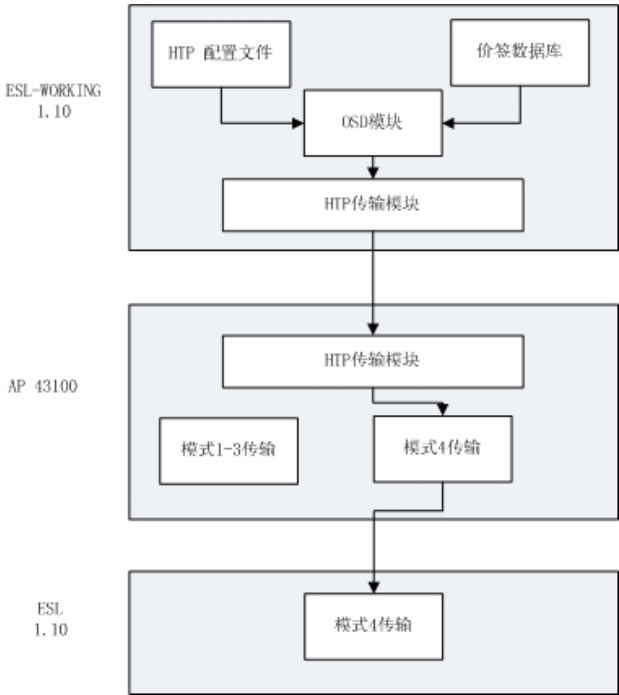 HTP 配置文件
价签数据库
ESL-WORKING
1.10
OSD模块
HTP传输模块
HTP传输模块
AP 43100
模式1-3传输
模式4传输
ESL
1.10
模式4传输